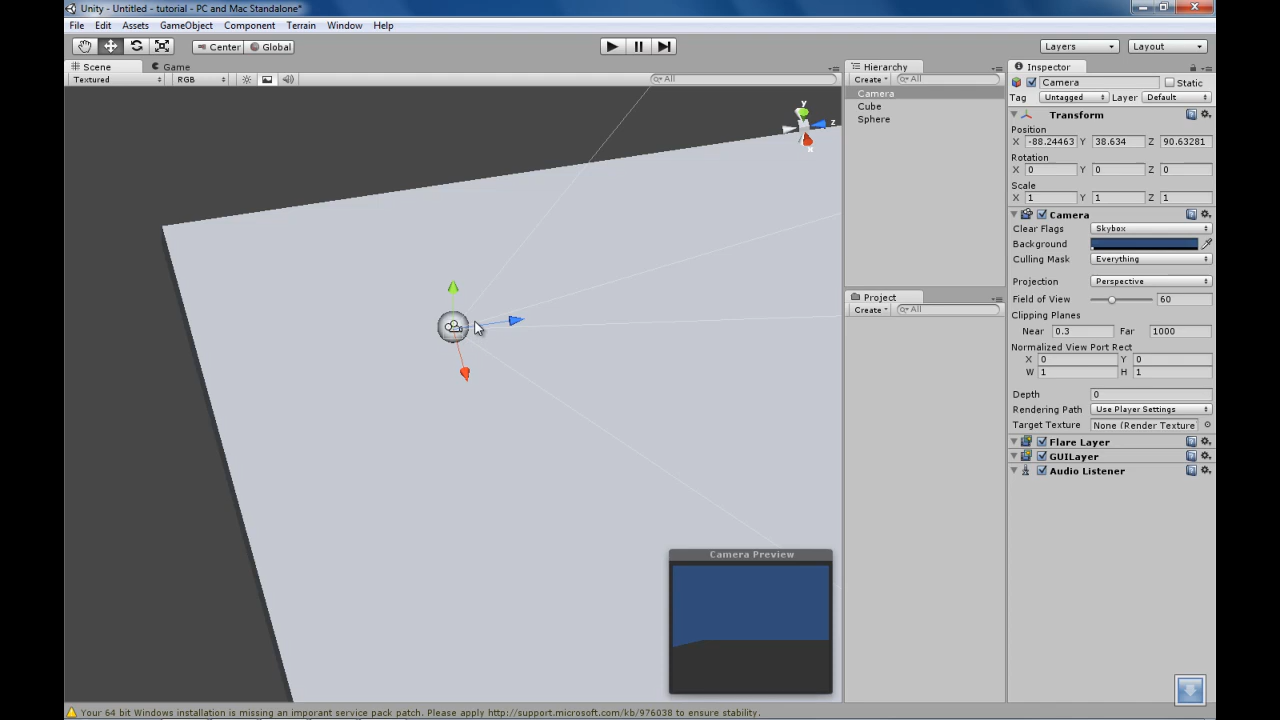 Unity - Untitled - tutorial - PC and Mac Standalone*
File Edit Assets GameObject Component Terrain Window Help
Center Global Layers Layout
Scene Game
Textured RGB All
y
z
x
Camera Preview
Hierarchy
Create All
Camera
Cube
Sphere
Project
Create All
Inspector
Camera Static
Tag Untagged Layer Default
Transform
Position
X -88.24463 Y 38.634 Z 90.63281
Rotation
X 0 Y 0 Z 0
Scale
X 1 Y 1 Z 1
Camera
Clear Flags Skybox
Background
Culling Mask Everything
Projection Perspective
Field of View 60
Clipping Planes
Near 0.3 Far 1000
Normalized View Port Rect
X 0 Y 0
W 1 H 1
Depth 0
Rendering Path Use Player Settings
Target Texture None (Render Texture
Flare Layer
GUILayer
Audio Listener
Your 64 bit Windows installation is missing an imporant service pack patch. Please apply http://support.microsoft.com/kb/976038 to ensure stability.